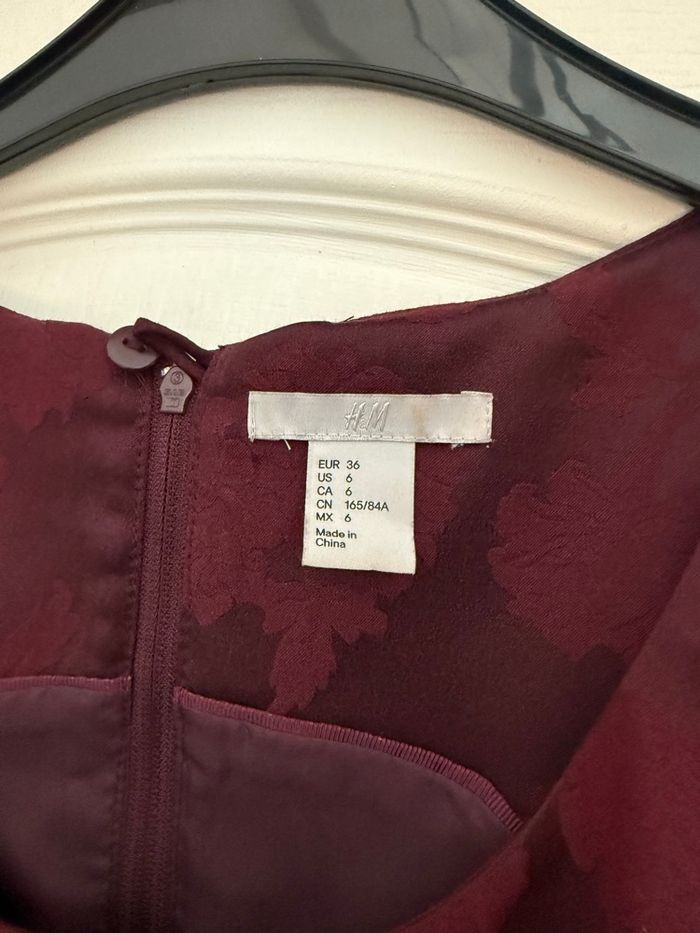 H&M
EUR 36
US 6
CA 6
CN 165/84A
MX 6
Made in
China